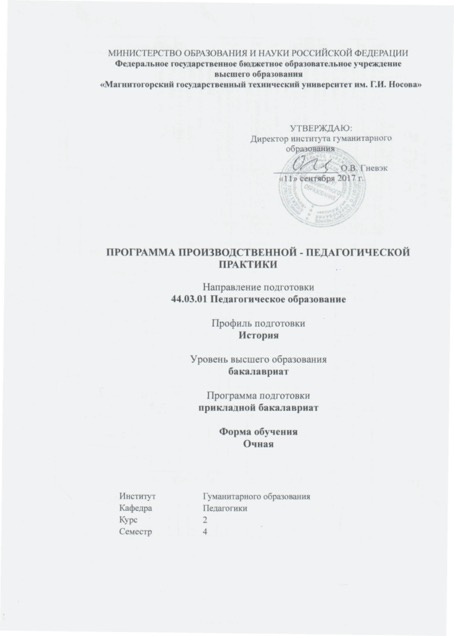 МИНИСТЕРСТВО ОБРАЗОВАНИЯ И НАУКИ РОССИЙСКОЙ ФЕДЕРАЦИИ
Федеральное государственное бюджетное образовательное учреждение
высшего образования
«Магнитогорский государственный технический университет им. Г.И. Носова»
УТВЕРЖДАЮ:
Директор института гуманитарного
образования
О.В. Гневэк
«11» сентября 2017 г.
ПРОГРАММА ПРОИЗВОДСТВЕННОЙ - ПЕДАГОГИЧЕСКОЙ
ПРАКТИКИ
Направление подготовки
44.03.01 Педагогическое образование
Профиль подготовки
История
Уровень высшего образования
бакалавриат
Программа подготовки
прикладной бакалавриат
Форма обучения
Очная
Институт Гуманитарного образования
Кафедра Педагогики
Курс 2
Семестр 4